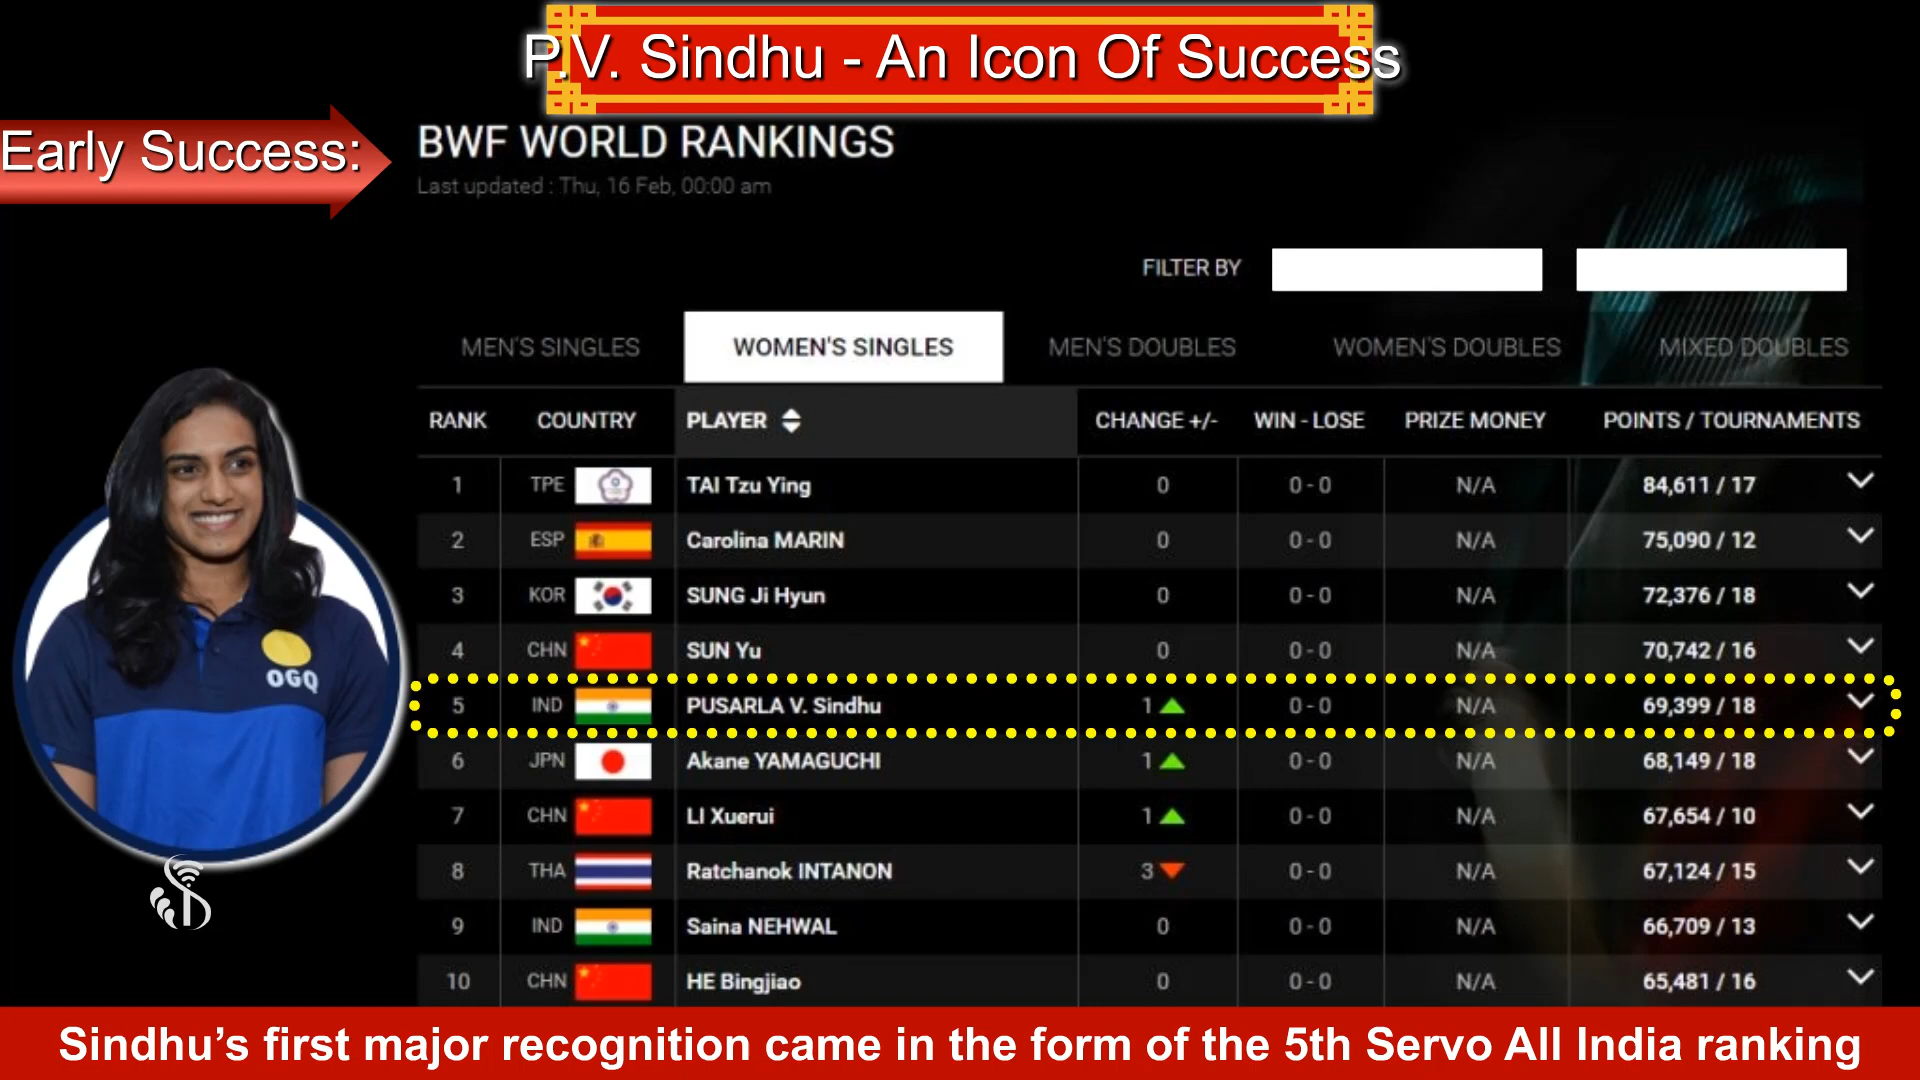 P.V. Sindhu - An Icon Of Success
Early Success:
BWF WORLD RANKINGS
Last updated : Thu, 16 Feb, 00:00 am
FILTER BY
MEN'S SINGLES WOMEN'S SINGLES MEN'S DOUBLES WOMEN'S DOUBLES MIXED DOUBLES
RANK COUNTRY PLAYER CHANGE +/- WIN - LOSE PRIZE MONEY POINTS / TOURNAMENTS
1 TPE TAI Tzu Ying 0 0 - 0 N/A 84,611 / 17
2 ESP Carolina MARIN 0 0 - 0 N/A 75,090 / 12
3 KOR SUNG Ji Hyun 0 0 - 0 N/A 72,376 / 18
4 CHN SUN Yu 0 0 - 0 N/A 70,742 / 16
5 IND PUSARLA V. Sindhu 1 0 - 0 N/A 69,399 / 18
6 JPN Akane YAMAGUCHI 1 0 - 0 N/A 68,149 / 18
7 CHN LI Xuerui 1 0 - 0 N/A 67,654 / 10
8 THA Ratchanok INTANON 3 0 - 0 N/A 67,124 / 15
9 IND Saina NEHWAL 0 0 - 0 N/A 66,709 / 13
10 CHN HE Bingjiao 0 0 - 0 N/A 65,481 / 16
OGQ
Sindhu’s first major recognition came in the form of the 5th Servo All India ranking